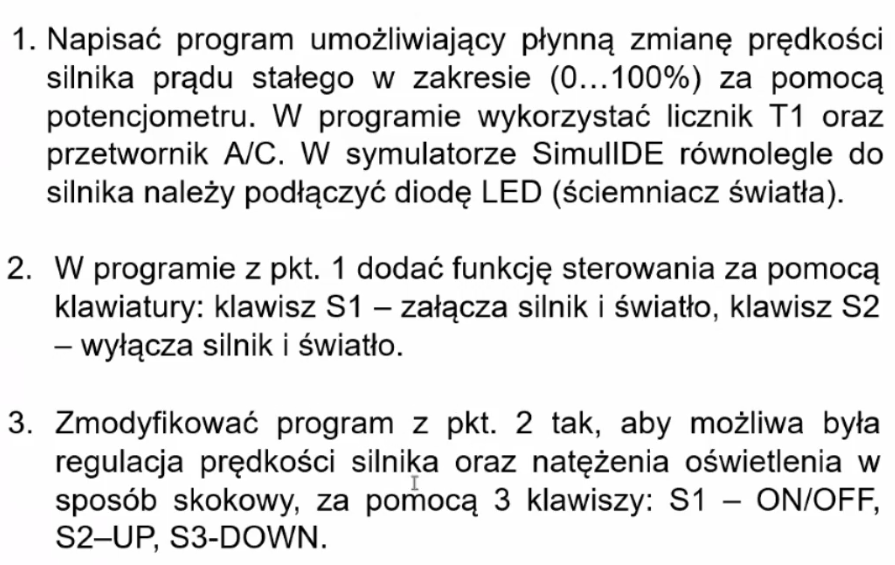 1. Napisać program umożliwiający płynną zmianę prędkości
silnika prądu stałego w zakresie (0...100%) za pomocą
potencjometru. W programie wykorzystać licznik T1 oraz
przetwornik A/C. W symulatorze SimulIDE równolegle do
silnika należy podłączyć diodę LED (ściemniacz światła).
2. W programie z pkt. 1 dodać funkcję sterowania za pomocą
klawiatury: klawisz S1 – załącza silnik i światło, klawisz S2
– wyłącza silnik i światło.
3. Zmodyfikować program z pkt. 2 tak, aby możliwa była
regulacja prędkości silnika oraz natężenia oświetlenia w
sposób skokowy, za pomocą 3 klawiszy: S1 – ON/OFF,
S2–UP, S3-DOWN.